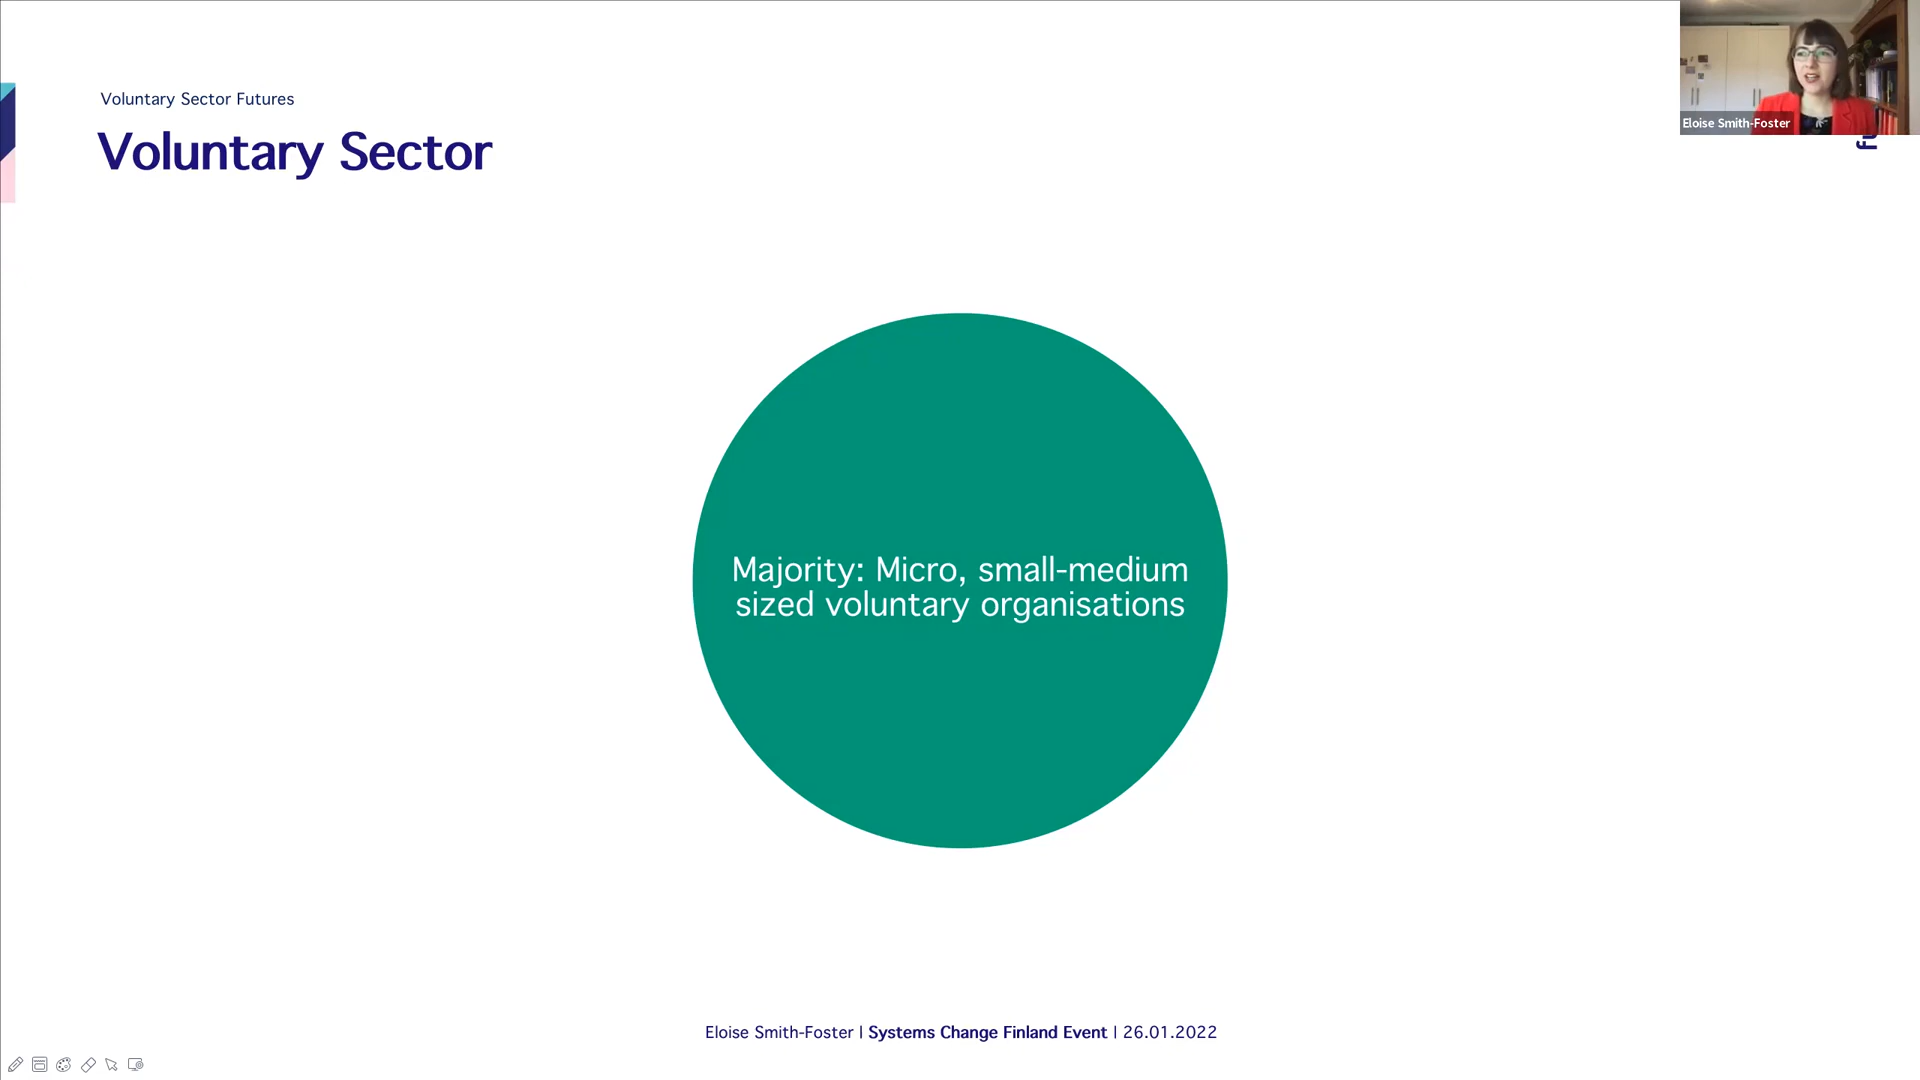 Voluntary Sector Futures
Voluntary Sector
Eloise Smith-Foster
Majority: Micro, small-medium
sized voluntary organisations
Eloise Smith-Foster | Systems Change Finland Event | 26.01.2022